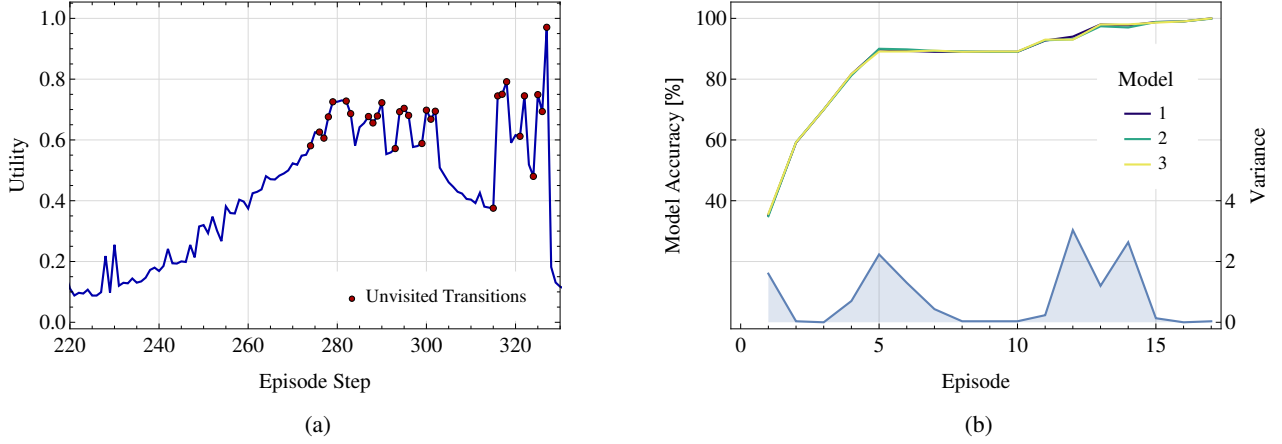 1.0
0.8
0.6
0.4
0.2
0.0
Utility
220
240
260
280
300
320
Episode Step
Unvisited Transitions
(a)
100
80
60
40
Model Accuracy [%]
Model
1
2
3
4
2
0
Variance
0
5
10
15
Episode
(b)